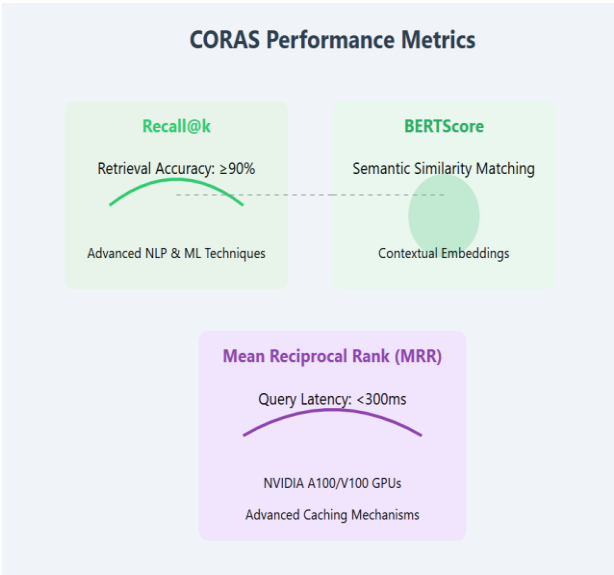 CORAS Performance Metrics
Recall@k
Retrieval Accuracy: ≥90%
Advanced NLP & ML Techniques
BERTScore
Semantic Similarity Matching
Contextual Embeddings
Mean Reciprocal Rank (MRR)
Query Latency: <300ms
NVIDIA A100/V100 GPUs
Advanced Caching Mechanisms